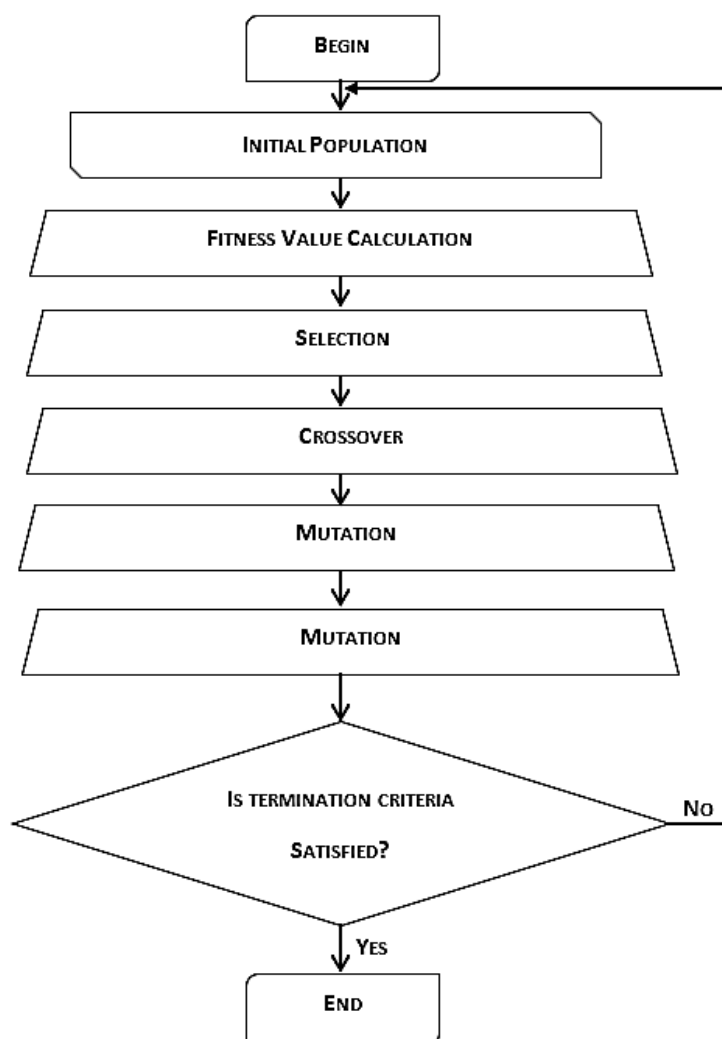 BEGIN
INITIAL POPULATION
FITNESS VALUE CALCULATION
SELECTION
CROSSOVER
MUTATION
MUTATION
IS TERMINATION CRITERIA
SATISFIED?
NO
YES
END